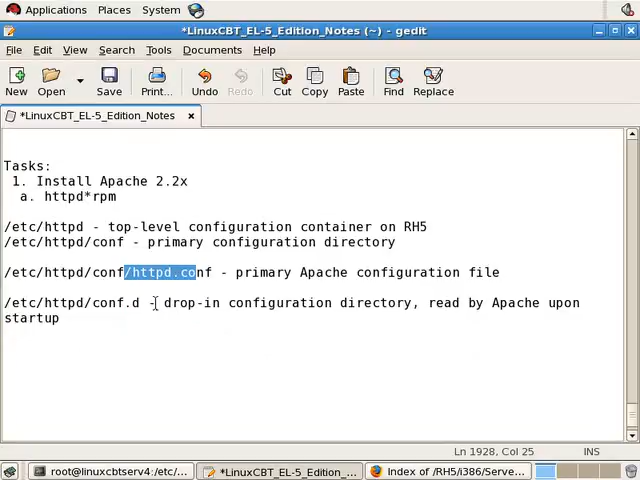 Applications Places System
*LinuxCBT_EL-5_Edition_Notes (~) - gedit
File Edit View Search Tools Documents Help
New Open Save Print... Undo Redo Cut Copy Paste Find Replace
*LinuxCBT_EL-5_Edition_Notes
Tasks:
1. Install Apache 2.2x
a. httpd*rpm
/etc/httpd - top-level configuration container on RH5
/etc/httpd/conf - primary configuration directory
/etc/httpd/conf/httpd.conf - primary Apache configuration file
/etc/httpd/conf.d - drop-in configuration directory, read by Apache upon
startup
Ln 1928, Col 25 INS
root@linuxcbtserv4:/etc/... *LinuxCBT_EL-5_Edition_... Index of /RH5/i386/Serve...